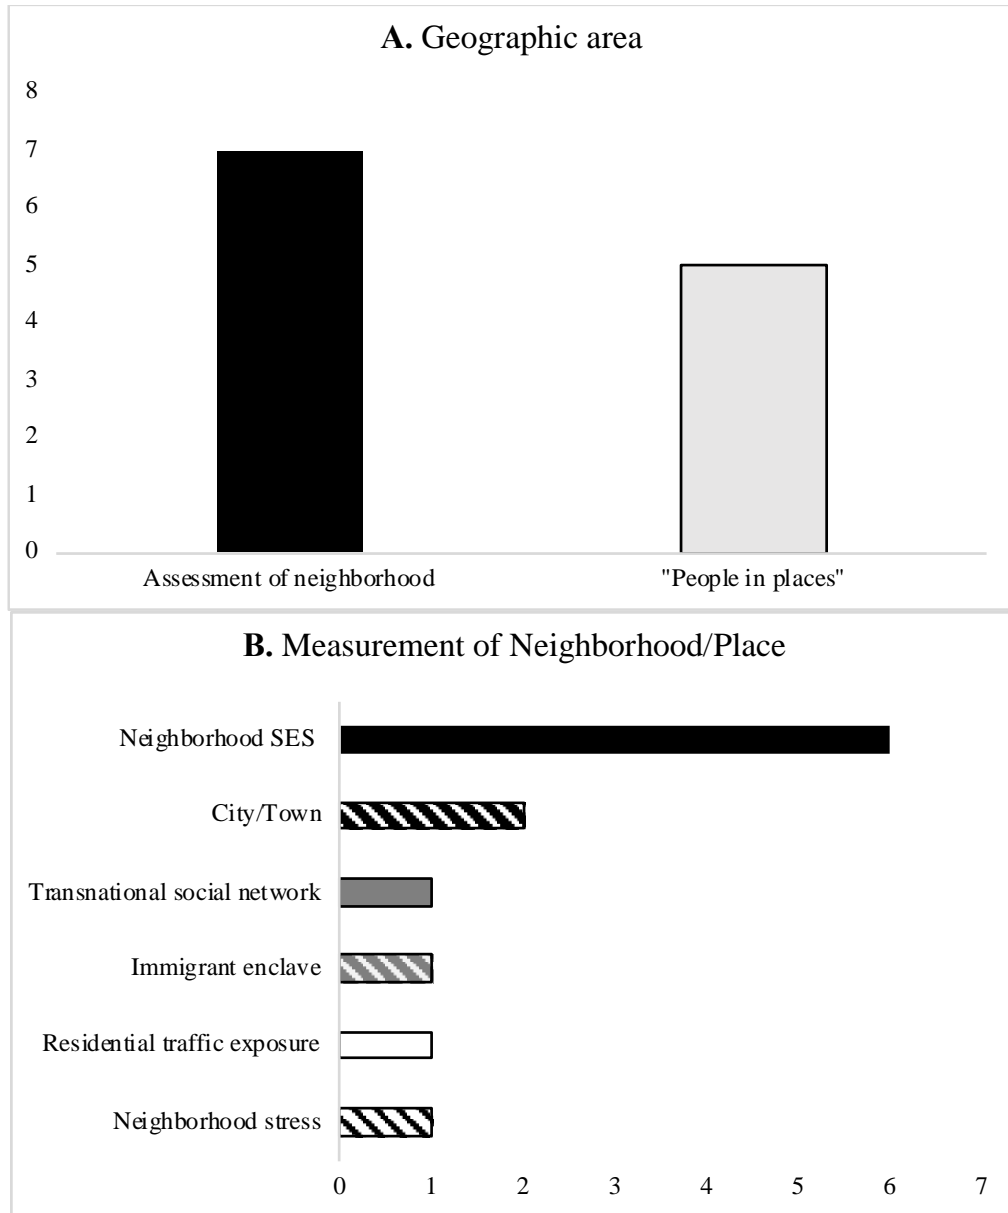 A. Geographic area
8
7
6
5
4
3
2
1
0
Assessment of neighborhood
"People in places"
B. Measurement of Neighborhood/Place
Neighborhood SES
City/Town
Transnational social network
Immigrant enclave
Residential traffic exposure
Neighborhood stress
0 1 2 3 4 5 6 7